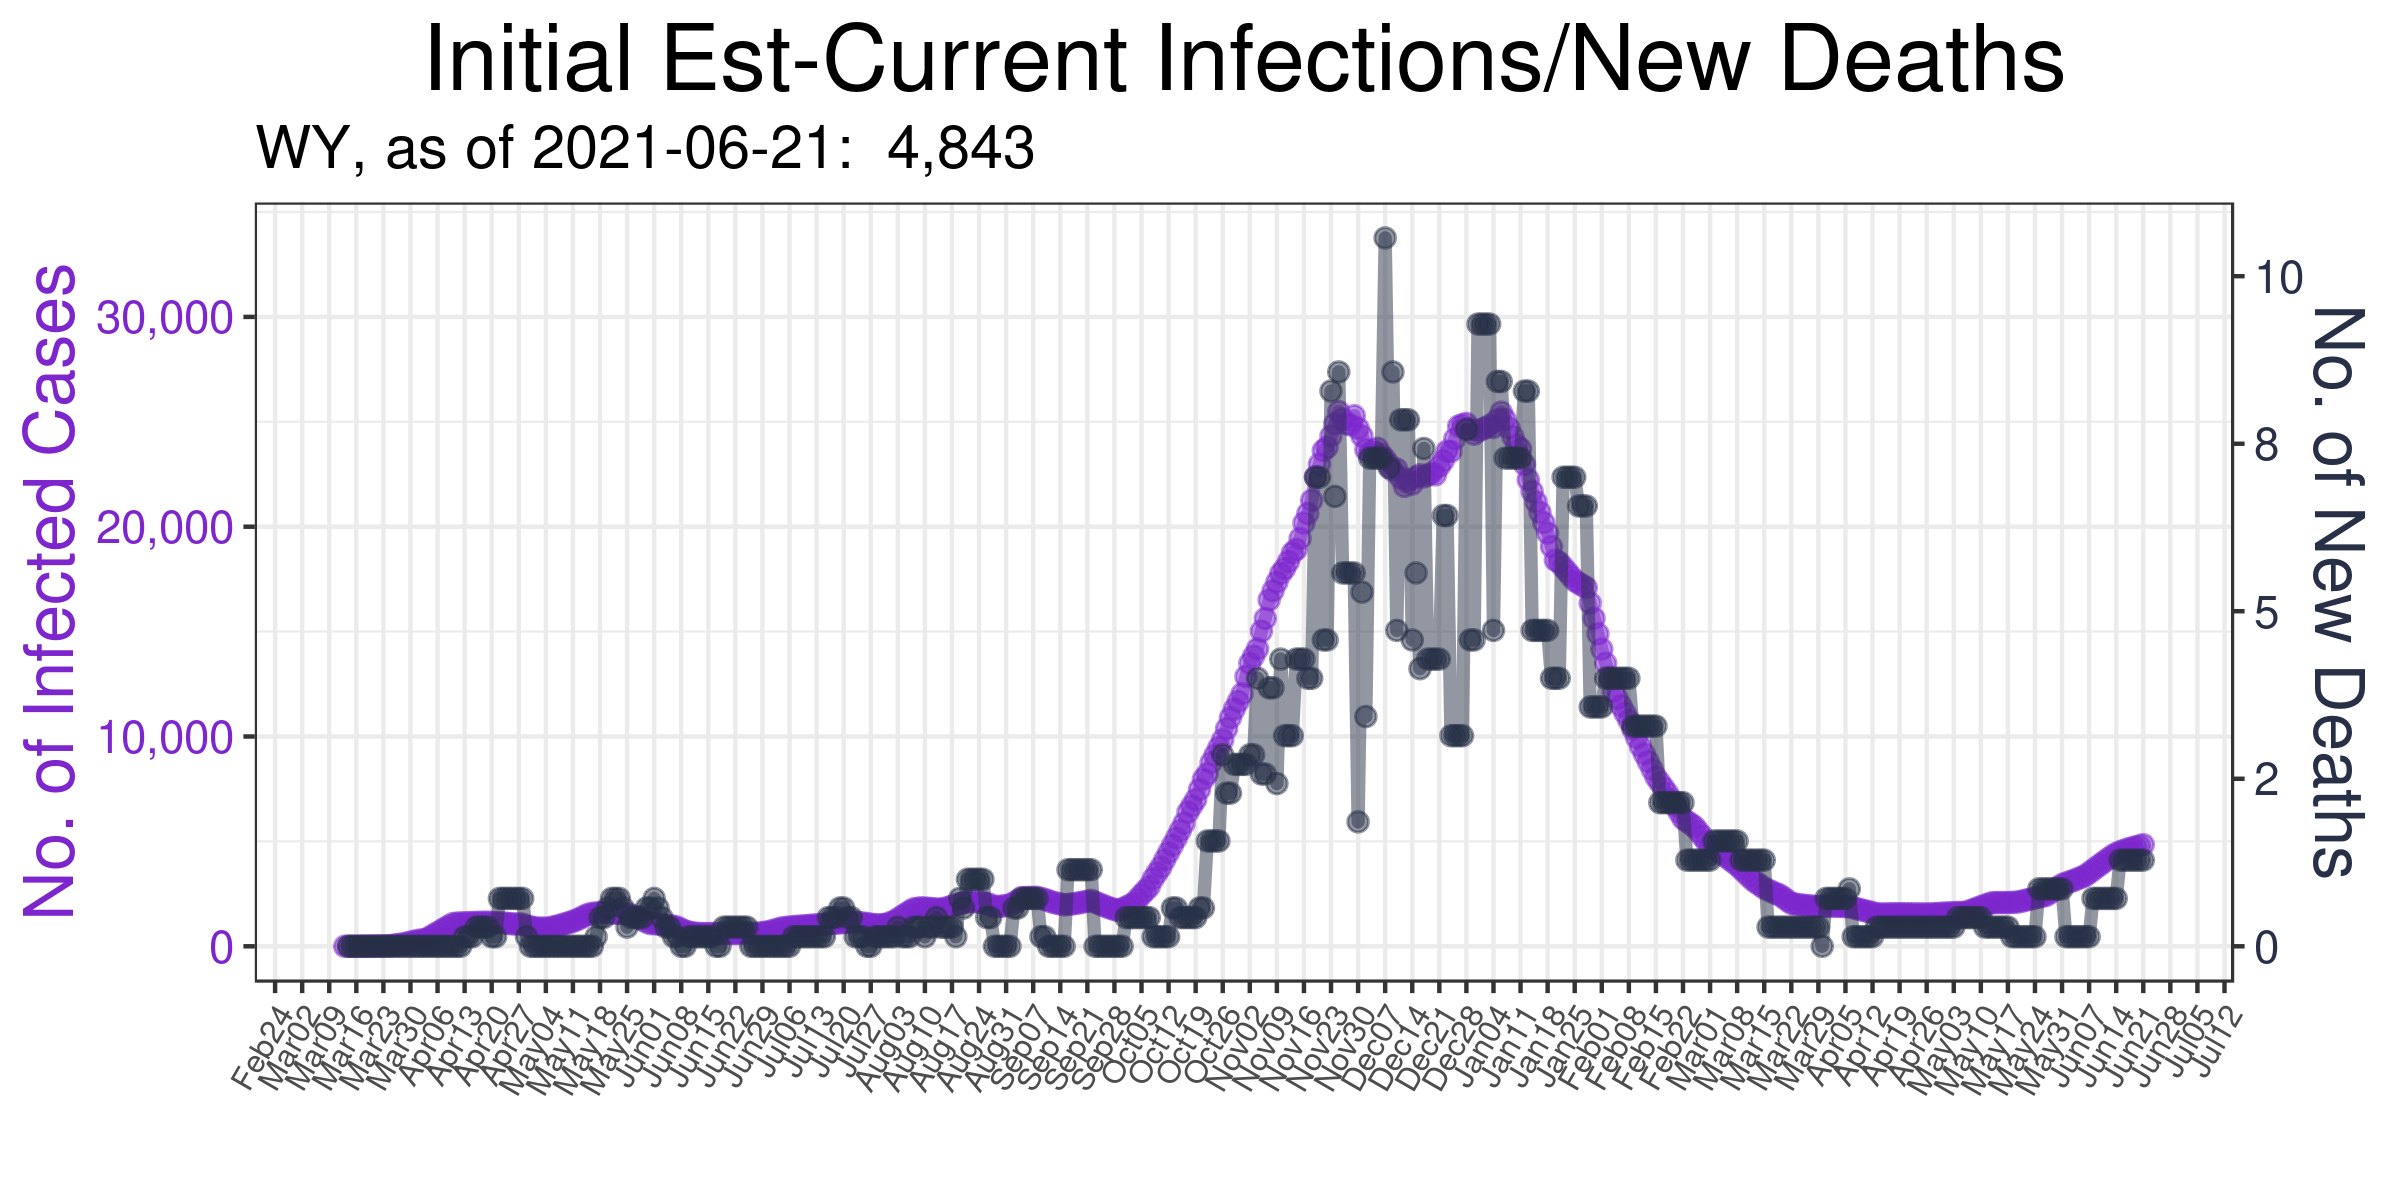 Initial Est-Current Infections/New Deaths
WY, as of 2021-06-21: 4,843
No. of Infected Cases
30,000
20,000
10,000
0
10
8
5
2
0
No. of New Deaths
Feb24
Mar02
Mar09
Mar16
Mar23
Mar30
Apr06
Apr13
Apr20
Apr27
May04
May11
May18
May25
Jun01
Jun08
Jun15
Jun22
Jun29
Jul06
Jul13
Jul20
Jul27
Aug03
Aug10
Aug17
Aug24
Aug31
Sep07
Sep14
Sep21
Sep28
Oct05
Oct12
Oct19
Oct26
Nov02
Nov09
Nov16
Nov23
Nov30
Dec07
Dec14
Dec21
Dec28
Jan04
Jan11
Jan18
Jan25
Feb01
Feb08
Feb15
Feb22
Mar01
Mar08
Mar15
Mar22
Mar29
Apr05
Apr12
Apr19
Apr26
May03
May10
May17
May24
May31
Jun07
Jun14
Jun21
Jun28
Jul05
Jul12